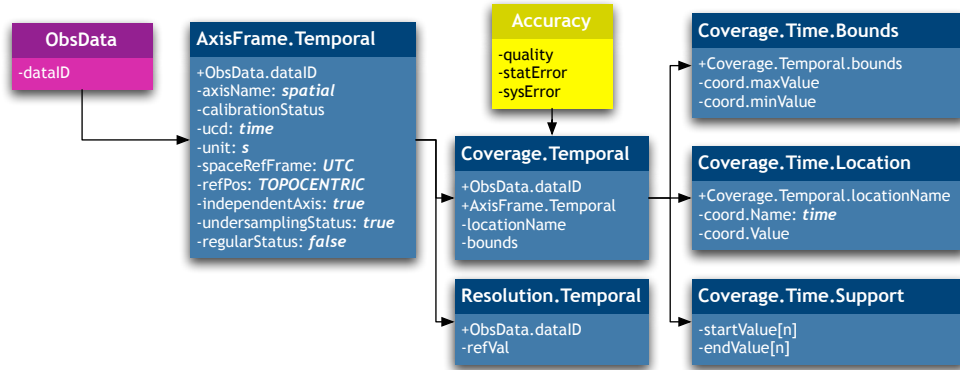 ObsData
-dataID
AxisFrame.Temporal
+ObsData.dataID
-axisName: spatial
-calibrationStatus
-ucd: time
-unit: s
-spaceRefFrame: UTC
-refPos: TOPOCENTRIC
-independentAxis: true
-undersamplingStatus: true
-regularStatus: false
Accuracy
-quality
-statError
-sysError
Coverage.Temporal
+ObsData.dataID
+AxisFrame.Temporal
-locationName
-bounds
Resolution.Temporal
+ObsData.dataID
-refVal
Coverage.Time.Bounds
+Coverage.Temporal.bounds
-coord.maxValue
-coord.minValue
Coverage.Time.Location
+Coverage.Temporal.locationName
-coord.Name: time
-coord.Value
Coverage.Time.Support
-startValue[n]
-endValue[n]